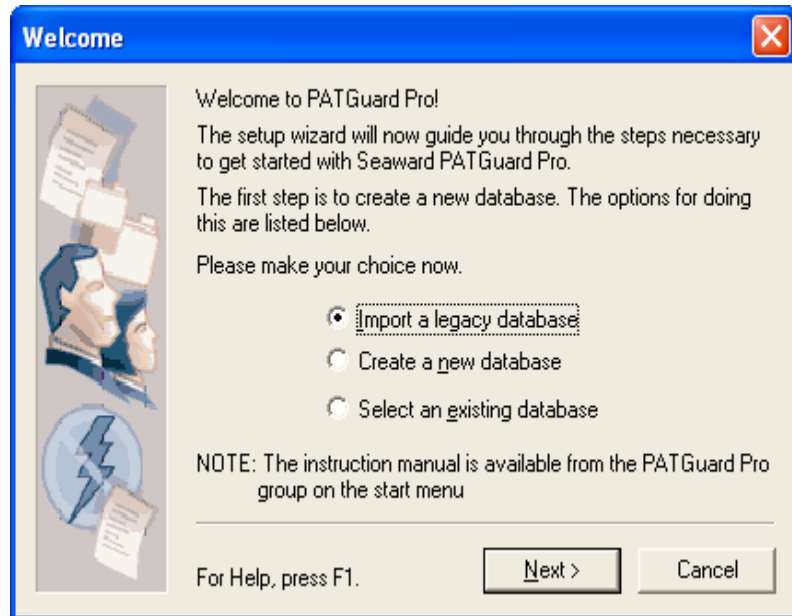 Welcome
Welcome to PATGuard Pro!
The setup wizard will now guide you through the steps necessary
to get started with Seaward PATGuard Pro.
The first step is to create a new database. The options for doing
this are listed below.
Please make your choice now.
Import a legacy database
Create a new database
Select an existing database
NOTE: The instruction manual is available from the PATGuard Pro
group on the start menu
For Help, press F1.
Next >
Cancel